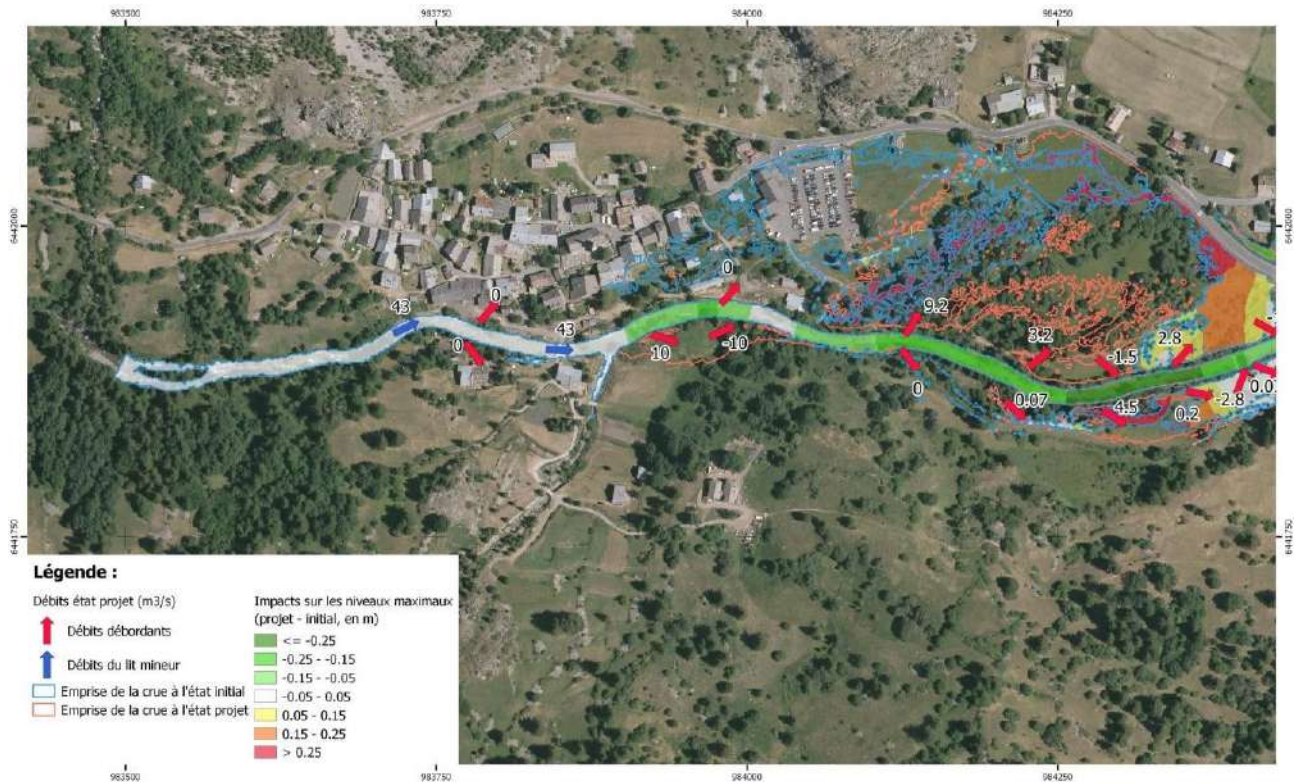 983500
983750
984000
984250
6442000
6442000
43
0
0
43
0
10
-10
9.2
0
3.2
0.07
-1.5
4.5
2.8
0.2
-2.8
6441750
6441750
Légende :
Débits état projet (m3/s)
Débits débordants
Débits du lit mineur
Emprise de la crue à l'état initial
Emprise de la crue à l'état projet
Impacts sur les niveaux maximaux
(projet - initial, en m)
<= -0.25
-0.25 - -0.15
-0.15 - -0.05
-0.05 - 0.05
0.05 - 0.15
0.15 - 0.25
> 0.25
983500
983750
984000
984250